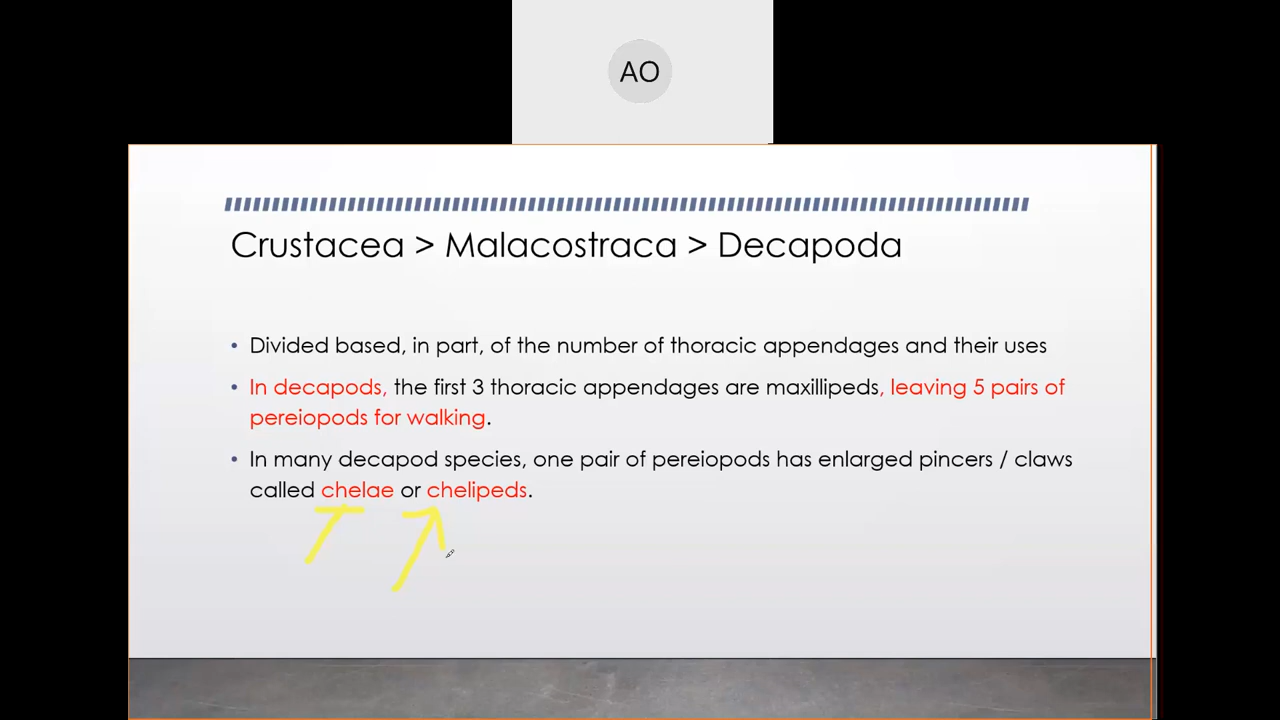 AO
Crustacea > Malacostraca > Decapoda
• Divided based, in part, of the number of thoracic appendages and their uses
• In decapods, the first 3 thoracic appendages are maxillipeds, leaving 5 pairs of
pereiopods for walking.
• In many decapod species, one pair of pereiopods has enlarged pincers / claws
called chelae or chelipeds.